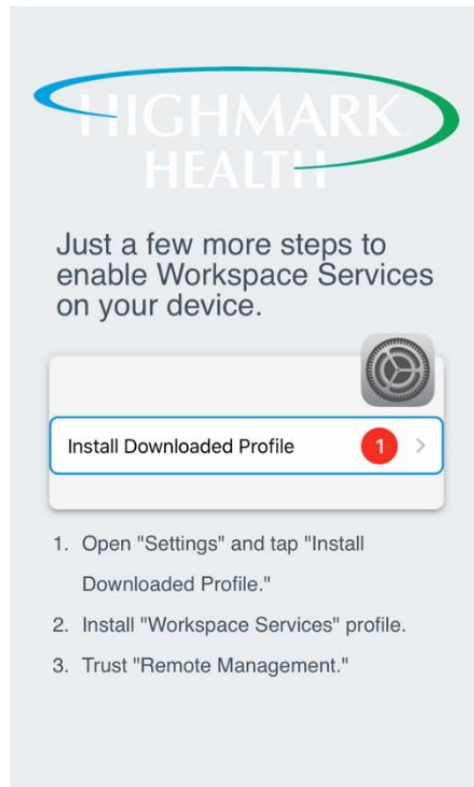 HIGHMARK
HEALTH
Just a few more steps to
enable Workspace Services
on your device.
Install Downloaded Profile 1
1. Open "Settings" and tap "Install
Downloaded Profile."
2. Install "Workspace Services" profile.
3. Trust "Remote Management."